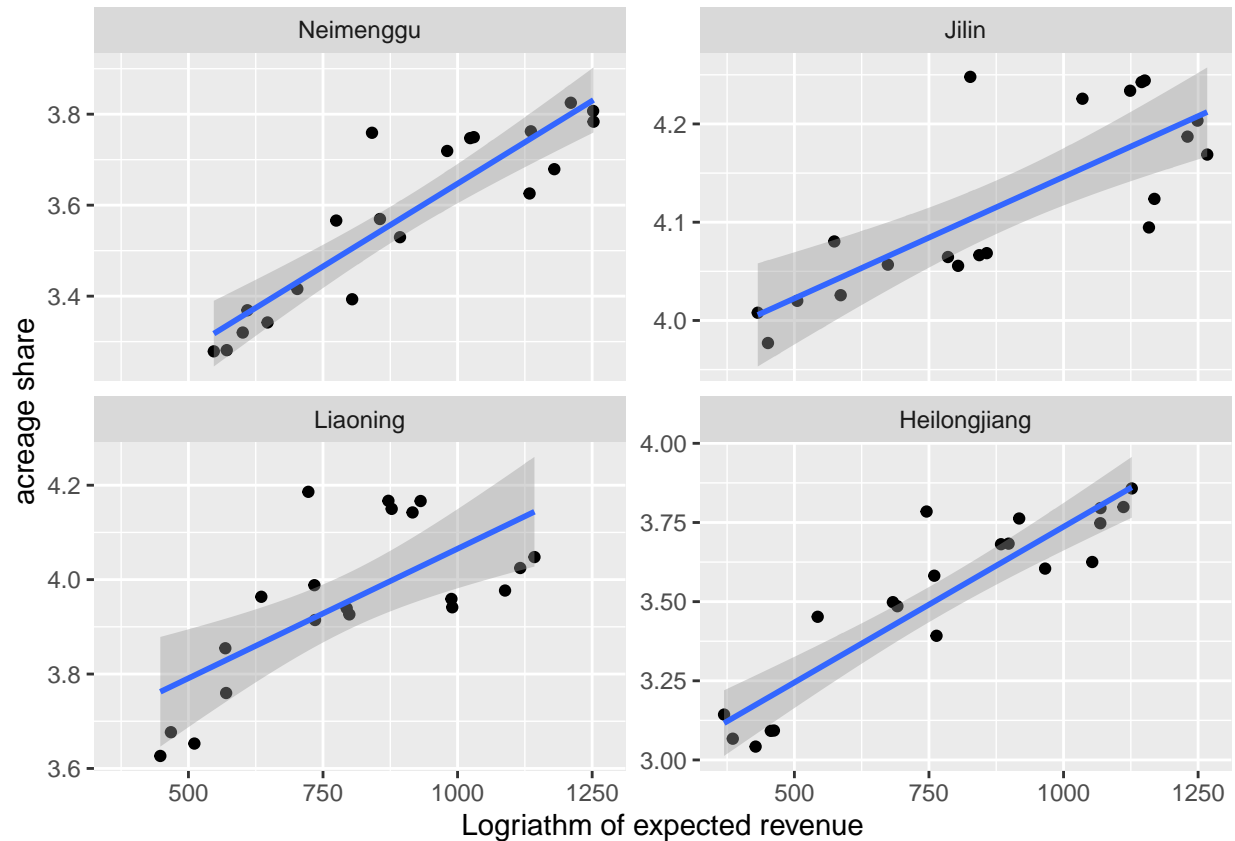 Neimenggu
Jilin
3.8
3.6
3.4
4.2
4.1
4.0
acreage share
Liaoning
Heilongjiang
4.2
4.0
3.8
3.6
4.00
3.75
3.50
3.25
3.00
500 750 1000 1250
500 750 1000 1250
Logriathm of expected revenue